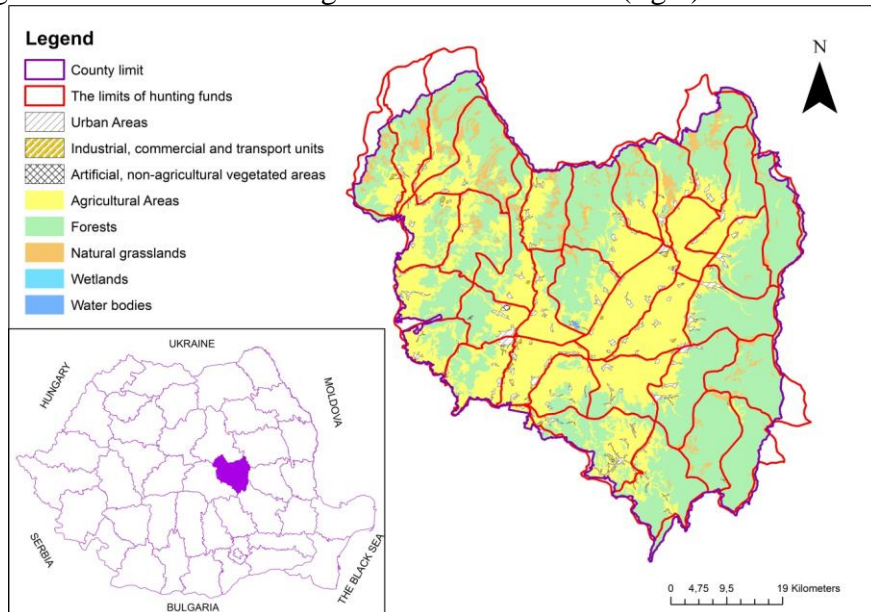 Legend
County limit
The limits of hunting funds
Urban Areas
Industrial, commercial and transport units
Artificial, non-agricultural vegetated areas
Agricultural Areas
Forests
Natural grasslands
Wetlands
Water bodies
N
UKRAINE
HUNGARY
MOLDOVA
SERBIA
THE BLACK SEA
BULGARIA
0 4,75 9,5 19 Kilometers